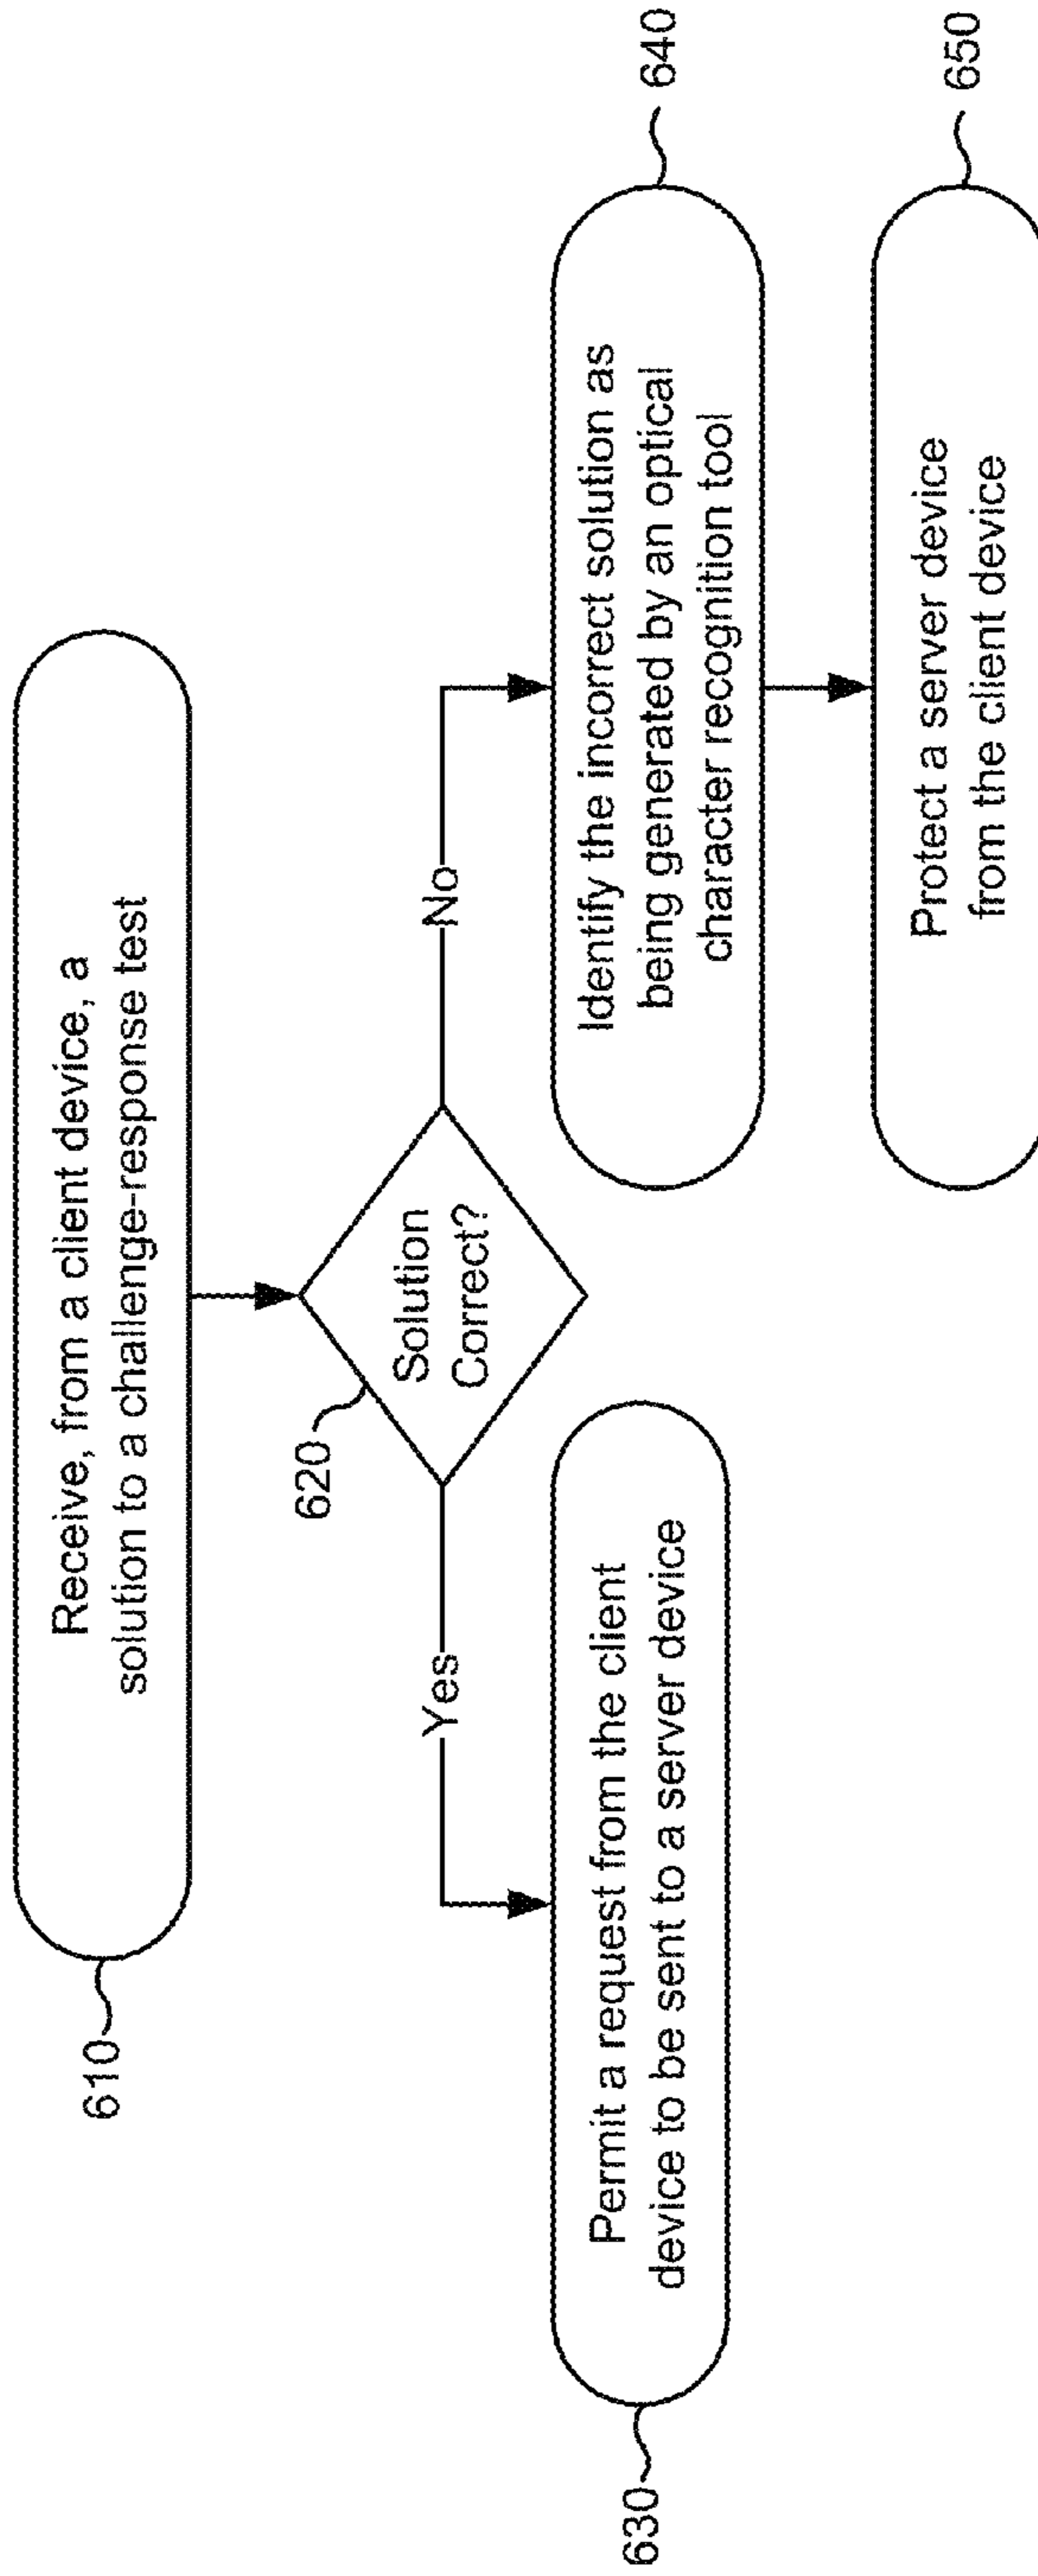 610
Receive, from a client device, a
solution to a challenge-response test
620
Solution
Correct?
Yes
No
630
Permit a request from the client
device to be sent to a server device
Identify the incorrect solution as
being generated by an optical
character recognition tool
640
Protect a server device
from the client device
650